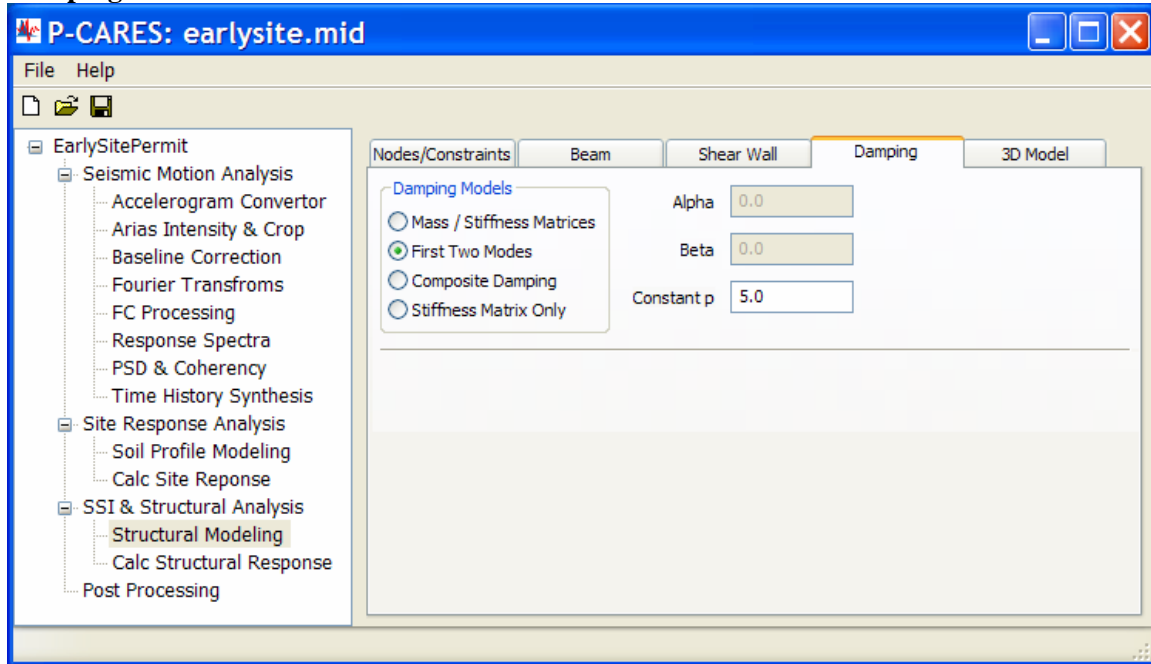 P-CARES: earlysite.mid
File Help
EarlySitePermit
Seismic Motion Analysis
Accelerogram Convertor
Arias Intensity & Crop
Baseline Correction
Fourier Transfroms
FC Processing
Response Spectra
PSD & Coherency
Time History Synthesis
Site Response Analysis
Soil Profile Modeling
Calc Site Reponse
SSI & Structural Analysis
Structural Modeling
Calc Structural Response
Post Processing
Nodes/Constraints Beam Shear Wall Damping 3D Model
Damping Models
Mass / Stiffness Matrices
First Two Modes
Composite Damping
Stiffness Matrix Only
Alpha 0.0
Beta 0.0
Constant p 5.0